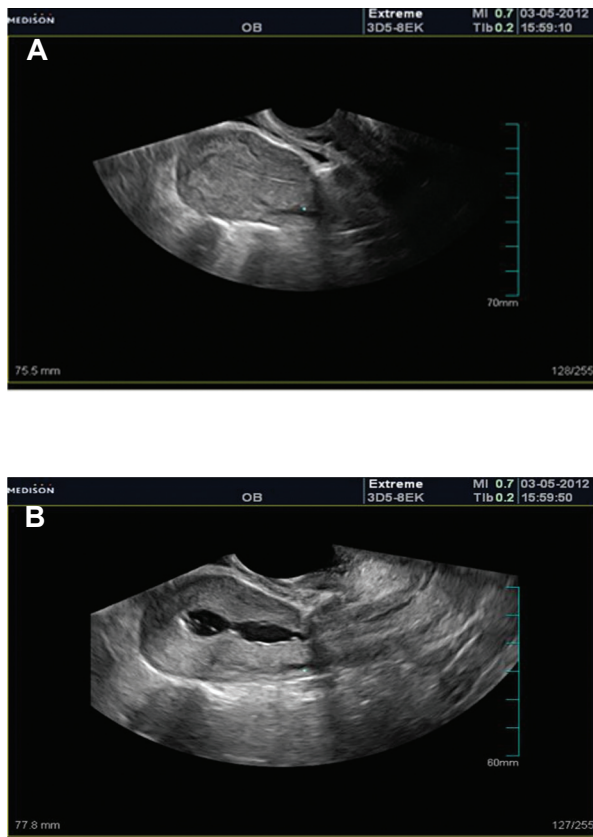 MEDISON
OB
Extreme
3D5-8EK
MI 0.7
TIb 0.2
03-05-2012
15:59:10
A
70mm
75.5 mm
128/255
MEDISON
OB
Extreme
3D5-8EK
MI 0.7
TIb 0.2
03-05-2012
15:59:50
B
60mm
77.8 mm
127/255